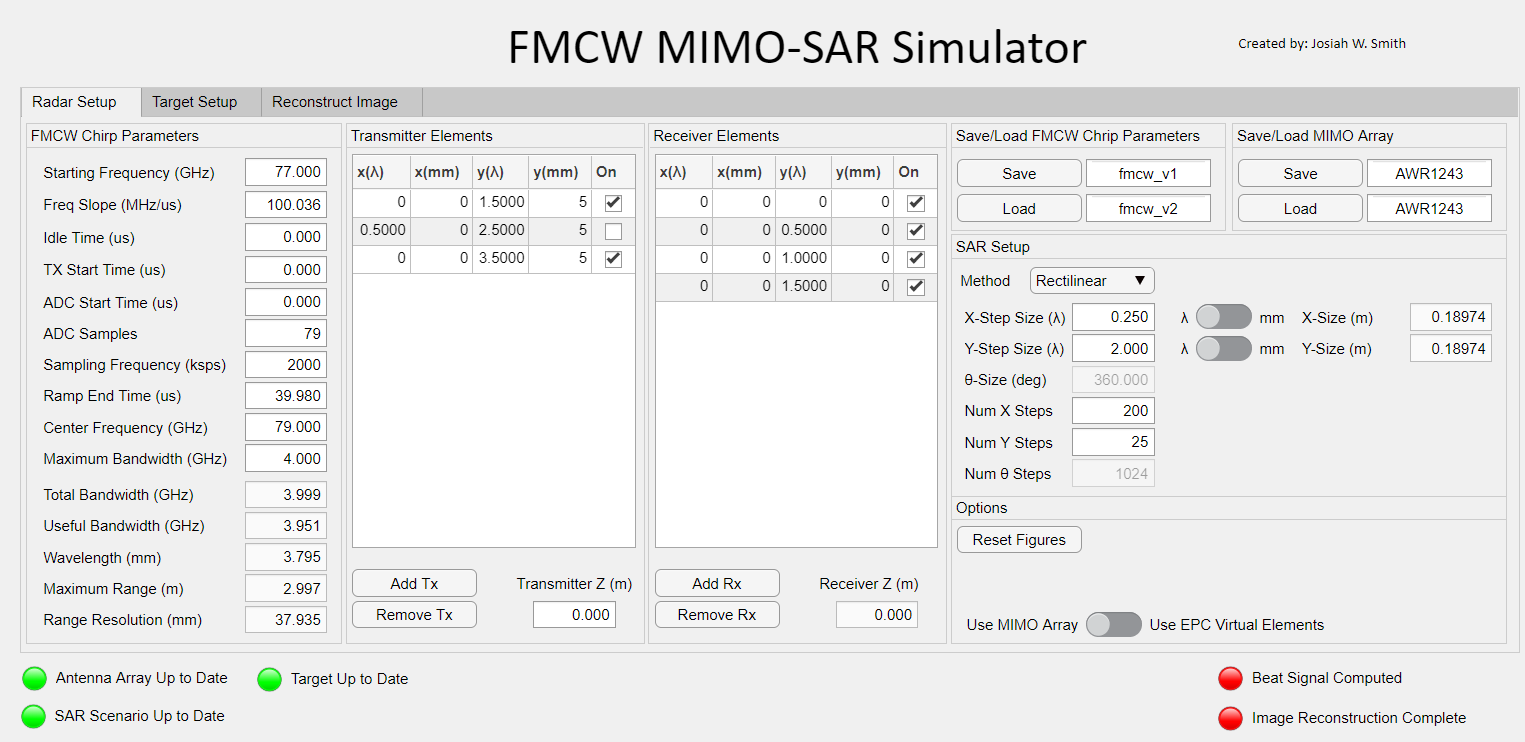 FMCW MIMO-SAR Simulator
Created by: Josiah W. Smith
Radar Setup Target Setup Reconstruct Image
FMCW Chirp Parameters
Starting Frequency (GHz) 77.000
Freq Slope (MHz/us) 100.036
Idle Time (us) 0.000
TX Start Time (us) 0.000
ADC Start Time (us) 0.000
ADC Samples 79
Sampling Frequency (ksps) 2000
Ramp End Time (us) 39.980
Center Frequency (GHz) 79.000
Maximum Bandwidth (GHz) 4.000
Total Bandwidth (GHz) 3.999
Useful Bandwidth (GHz) 3.951
Wavelength (mm) 3.795
Maximum Range (m) 2.997
Range Resolution (mm) 37.935
Transmitter Elements
x(λ) x(mm) y(λ) y(mm) On
0 0 1.5000 5
0.5000 0 2.5000 5
0 0 3.5000 5
Add Tx Transmitter Z (m)
Remove Tx 0.000
Receiver Elements
x(λ) x(mm) y(λ) y(mm) On
0 0 0 0
0 0 0.5000 0
0 0 1.0000 0
0 0 1.5000 0
Add Rx Receiver Z (m)
Remove Rx 0.000
Save/Load FMCW Chrip Parameters
Save fmcw_v1
Load fmcw_v2
Save/Load MIMO Array
Save AWR1243
Load AWR1243
SAR Setup
Method Rectilinear
X-Step Size (λ) 0.250 λ mm X-Size (m) 0.18974
Y-Step Size (λ) 2.000 λ mm Y-Size (m) 0.18974
θ-Size (deg) 360.000
Num X Steps 200
Num Y Steps 25
Num θ Steps 1024
Options
Reset Figures
Use MIMO Array Use EPC Virtual Elements
Antenna Array Up to Date Target Up to Date
SAR Scenario Up to Date
Beat Signal Computed
Image Reconstruction Complete